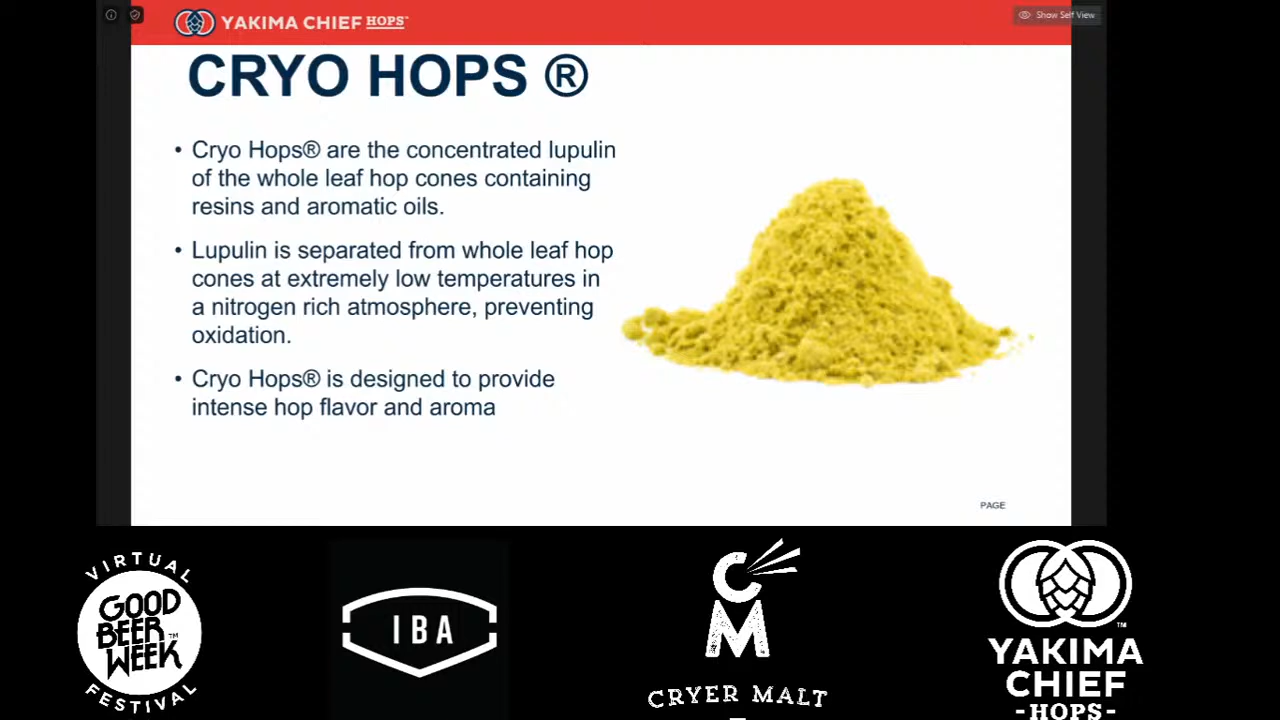 YAKIMA CHIEF HOPS™
Show Self View
CRYO HOPS ®
• Cryo Hops® are the concentrated lupulin
of the whole leaf hop cones containing
resins and aromatic oils.
• Lupulin is separated from whole leaf hop
cones at extremely low temperatures in
a nitrogen rich atmosphere, preventing
oxidation.
• Cryo Hops® is designed to provide
intense hop flavor and aroma
PAGE
VIRTUAL
GOOD
BEER
WEEK™
FESTIVAL
IBA
CM
CRYER MALT
™
YAKIMA
CHIEF
-HOPS-